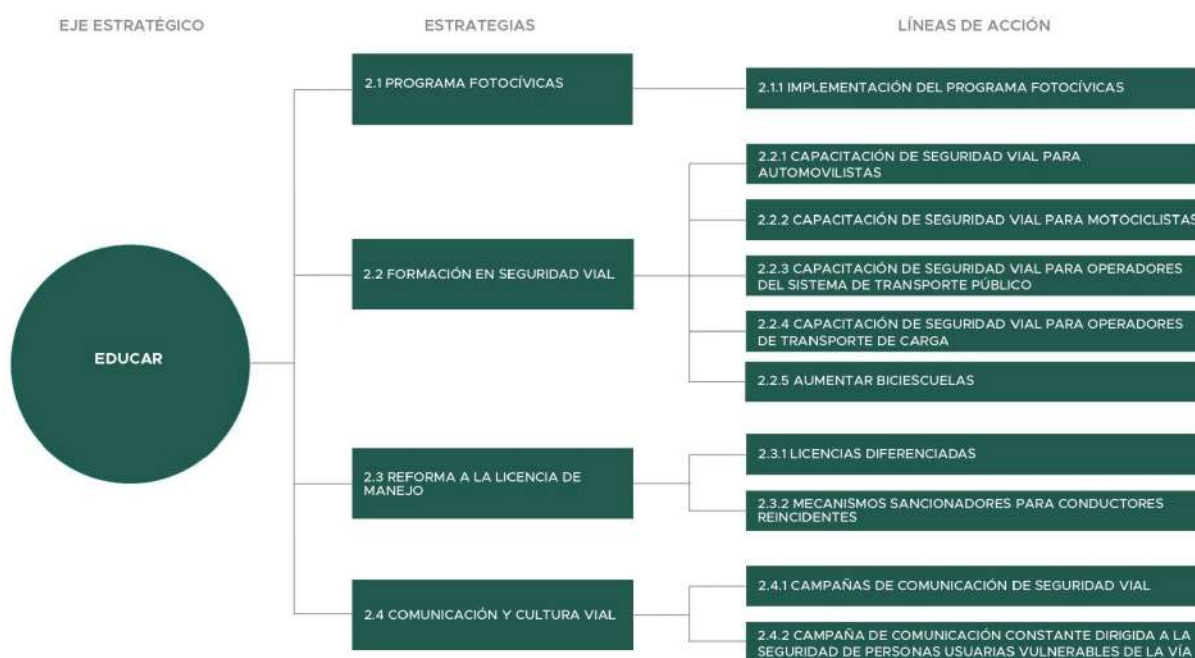 EJE ESTRATÉGICO
ESTRATEGIAS
LÍNEAS DE ACCIÓN
EDUCAR
2.1 PROGRAMA FOTOCÍVICAS
2.1.1 IMPLEMENTACIÓN DEL PROGRAMA FOTOCÍVICAS
2.2 FORMACIÓN EN SEGURIDAD VIAL
2.2.1 CAPACITACIÓN DE SEGURIDAD VIAL PARA
AUTOMOVILISTAS
2.2.2 CAPACITACIÓN DE SEGURIDAD VIAL PARA MOTOCICLISTAS
2.2.3 CAPACITACIÓN DE SEGURIDAD VIAL PARA OPERADORES
DEL SISTEMA DE TRANSPORTE PÚBLICO
2.2.4 CAPACITACIÓN DE SEGURIDAD VIAL PARA OPERADORES
DE TRANSPORTE DE CARGA
2.2.5 AUMENTAR BICIESCUELAS
2.3 REFORMA A LA LICENCIA DE
MANEJO
2.3.1 LICENCIAS DIFERENCIADAS
2.3.2 MECANISMOS SANCIONADORES PARA CONDUCTORES
REINCIDENTES
2.4 COMUNICACIÓN Y CULTURA VIAL
2.4.1 CAMPAÑAS DE COMUNICACIÓN DE SEGURIDAD VIAL
2.4.2 CAMPAÑA DE COMUNICACIÓN CONSTANTE DIRIGIDA A LA
SEGURIDAD DE PERSONAS USUARIAS VULNERABLES DE LA VÍA